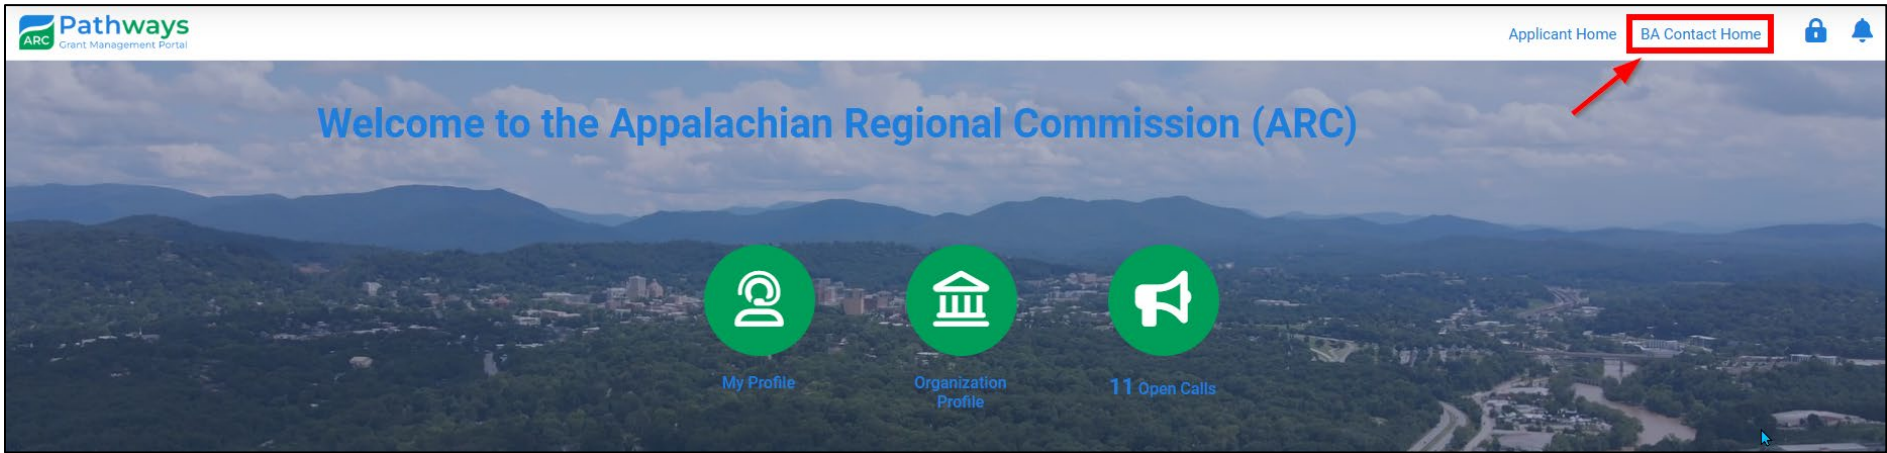 Pathways
ARC Grant Management Portal
Applicant Home BA Contact Home
Welcome to the Appalachian Regional Commission (ARC)
My Profile
Organization
Profile
11 Open Calls